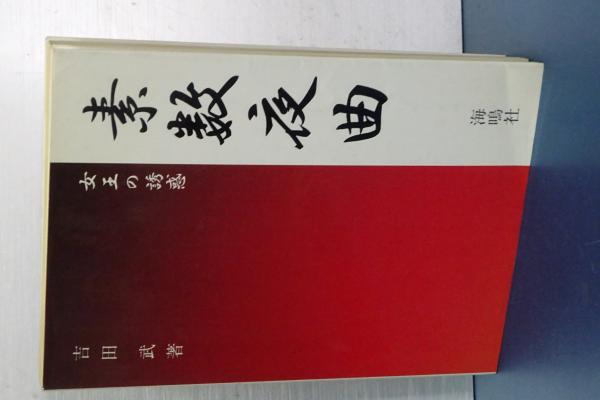 素数夜曲
女王の誘惑
吉田 武著
海鳴社